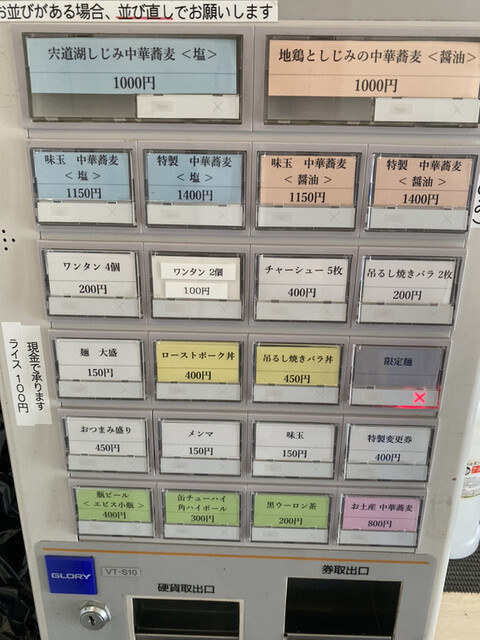 お並びがある場合、並び直しでお願いします
宍道湖しじみ中華蕎麦＜塩＞
1000円
地鶏としじみの中華蕎麦＜醤油＞
1000円
味玉 中華蕎麦
＜塩＞
1150円
特製 中華蕎麦
＜塩＞
1400円
味玉 中華蕎麦
＜醤油＞
1150円
特製 中華蕎麦
＜醤油＞
1400円
ワンタン 4個
200円
ワンタン 2個
100円
チャーシュー 5枚
400円
吊るし焼きバラ 2枚
200円
現金で承ります
ライス 100円
麺 大盛
150円
ローストポーク丼
400円
吊るし焼きバラ丼
450円
限定麺
おつまみ盛り
450円
メンマ
150円
味玉
150円
特製変更券
400円
瓶ビール
＜エビス小瓶＞
400円
缶チューハイ
角ハイボール
300円
黒ウーロン茶
200円
お土産 中華蕎麦
800円
GLORY
VT-S10
硬貨取出口
券取出口